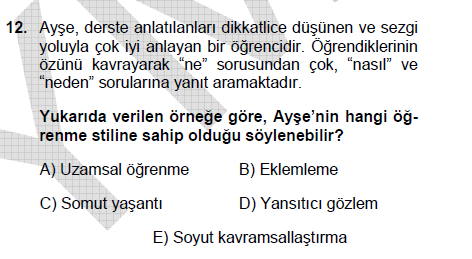 12. Ayşe, derste anlatılanları dikkatlice düşünen ve sezgi
yoluyla çok iyi anlayan bir öğrencidir. Öğrendiklerinin
özünü kavrayarak “ne” sorusundan çok, “nasıl” ve
“neden” sorularına yanıt aramaktadır.
Yukarıda verilen örneğe göre, Ayşe’nin hangi öğ-
renme stiline sahip olduğu söylenebilir?
A) Uzamsal öğrenme B) Eklemleme
C) Somut yaşantı D) Yansıtıcı gözlem
E) Soyut kavramsallaştırma